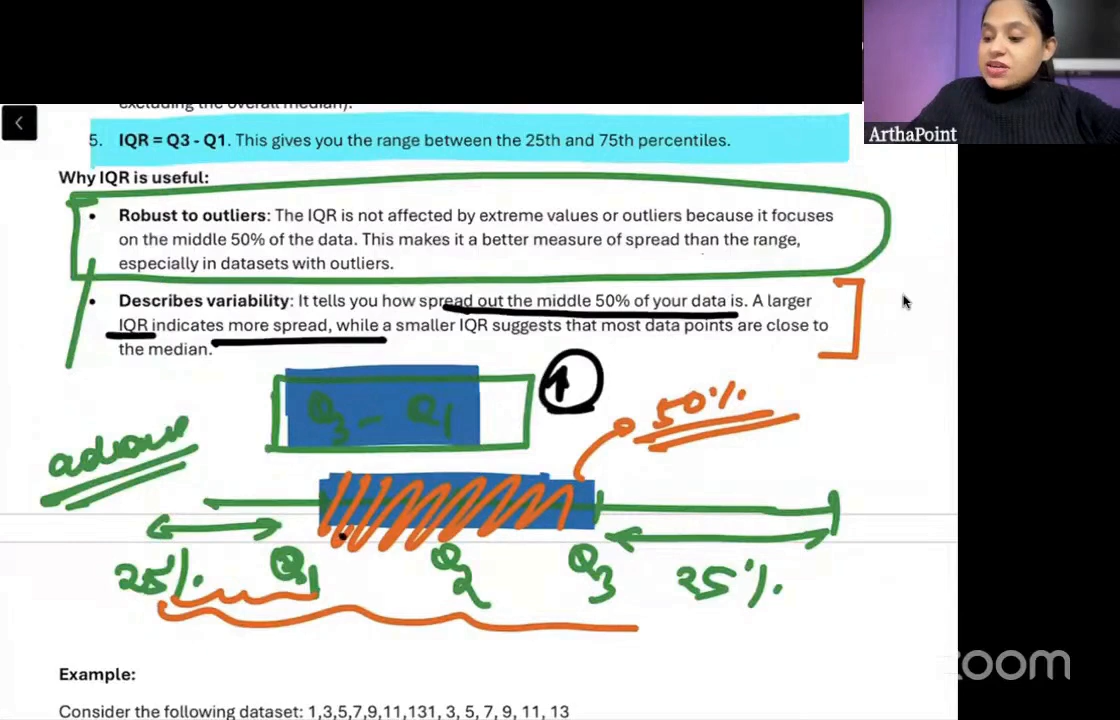 excluding the overall median).
5. IQR = Q3 - Q1. This gives you the range between the 25th and 75th percentiles.
ArthaPoint
Why IQR is useful:
• Robust to outliers: The IQR is not affected by extreme values or outliers because it focuses
on the middle 50% of the data. This makes it a better measure of spread than the range,
especially in datasets with outliers.
• Describes variability: It tells you how spread out the middle 50% of your data is. A larger
IQR indicates more spread, while a smaller IQR suggests that most data points are close to
the median.
Q3 - Q1
50%
25% Q1 Q2 Q3 25%
zoom
Example:
Consider the following dataset: 1,3,5,7,9,11,131, 3, 5, 7, 9, 11, 13